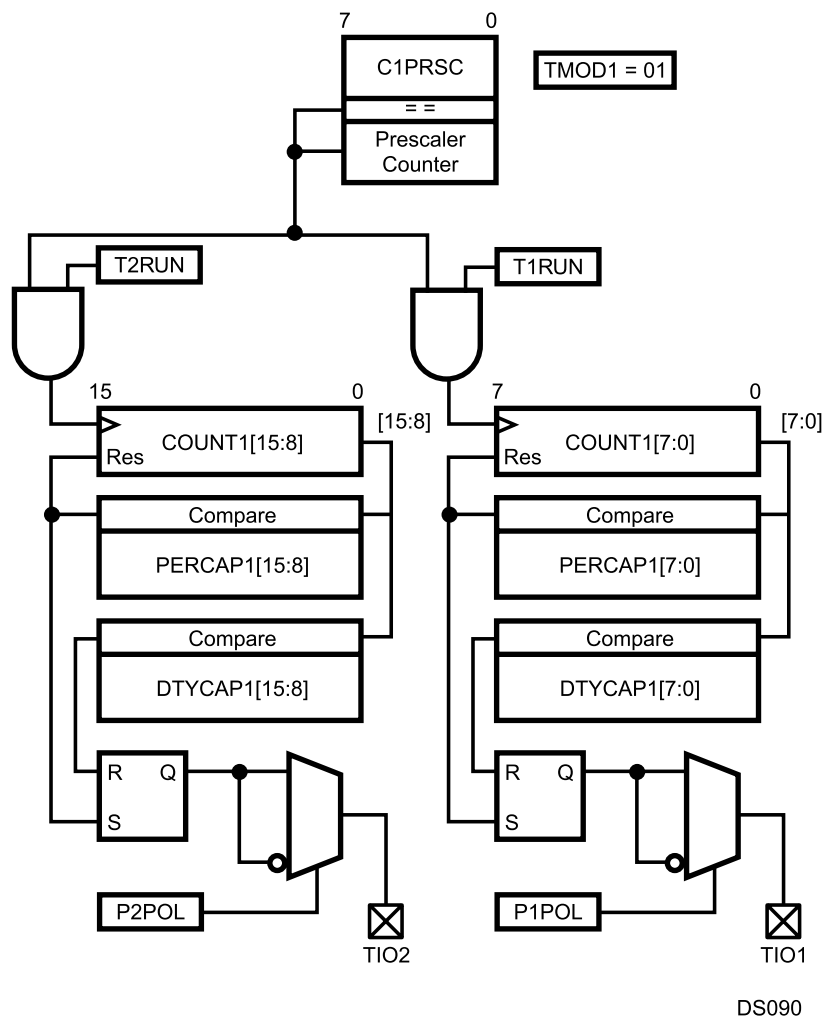 7 0
C1PRSC
TMOD1 = 01
= =
Prescaler
Counter
T2RUN
T1RUN
15 0
[15:8]
7 0
[7:0]
COUNT1[15:8]
Res
COUNT1[7:0]
Res
Compare
Compare
PERCAP1[15:8]
PERCAP1[7:0]
Compare
Compare
DTYCAP1[15:8]
DTYCAP1[7:0]
R Q
S
R Q
S
P2POL
P1POL
TIO2
TIO1
DS090